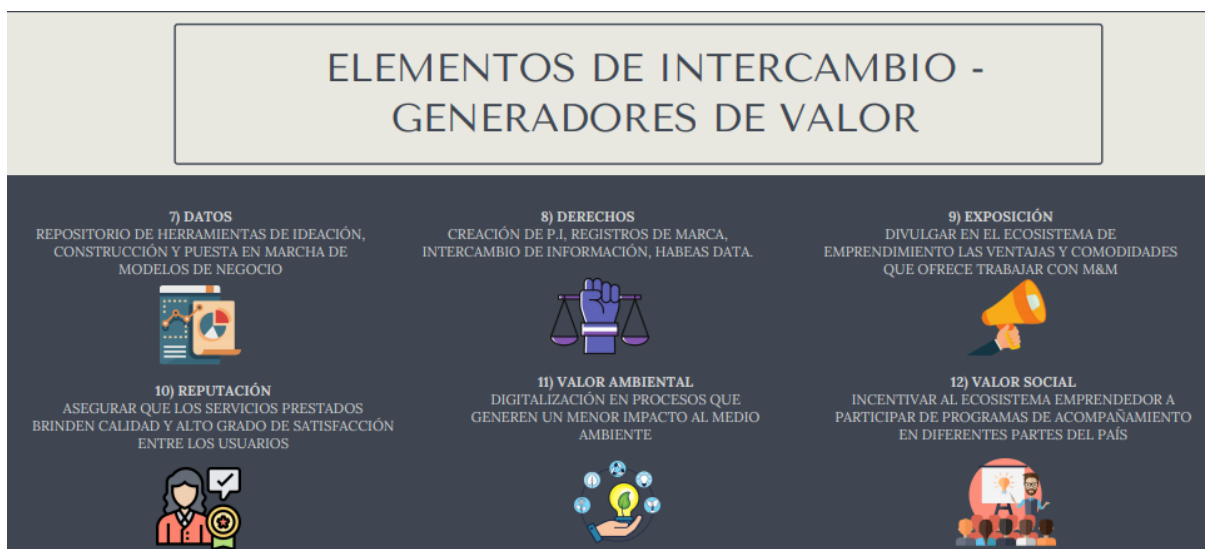 ELEMENTOS DE INTERCAMBIO -
GENERADORES DE VALOR
7) DATOS
REPOSITORIO DE HERRAMIENTAS DE IDEACIÓN,
CONSTRUCCIÓN Y PUESTA EN MARCHA DE
MODELOS DE NEGOCIO
8) DERECHOS
CREACIÓN DE P.I, REGISTROS DE MARCA,
INTERCAMBIO DE INFORMACIÓN, HABEAS DATA.
9) EXPOSICIÓN
DIVULGAR EN EL ECOSISTEMA DE
EMPRENDIMIENTO LAS VENTAJAS Y COMODIDADES
QUE OFRECE TRABAJAR CON M&M
10) REPUTACIÓN
ASEGURAR QUE LOS SERVICIOS PRESTADOS
BRINDEN CALIDAD Y ALTO GRADO DE SATISFACCIÓN
ENTRE LOS USUARIOS
11) VALOR AMBIENTAL
DIGITALIZACIÓN EN PROCESOS QUE
GENEREN UN MENOR IMPACTO AL MEDIO
AMBIENTE
12) VALOR SOCIAL
INCENTIVAR AL ECOSISTEMA EMPRENDEDOR A
PARTICIPAR DE PROGRAMAS DE ACOMPAÑAMIENTO
EN DIFERENTES PARTES DEL PAÍS